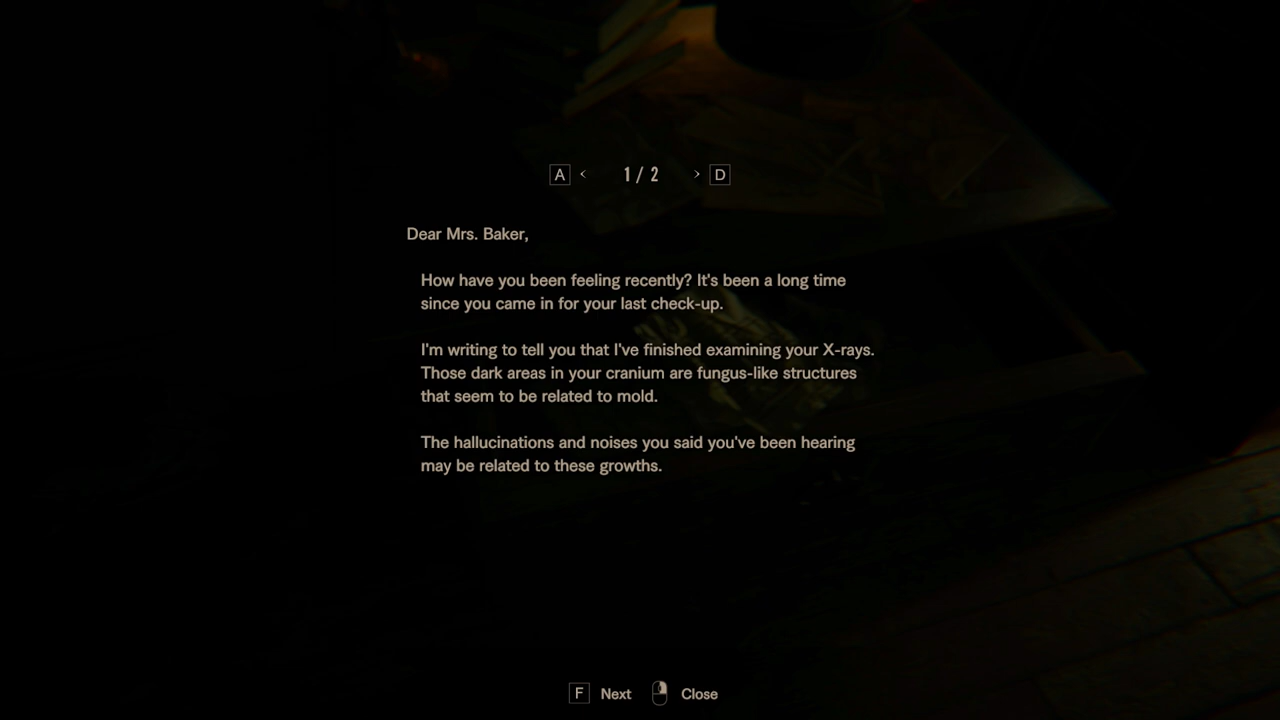 A < 1 / 2 > D
Dear Mrs. Baker,
How have you been feeling recently? It's been a long time
since you came in for your last check-up.
I'm writing to tell you that I've finished examining your X-rays.
Those dark areas in your cranium are fungus-like structures
that seem to be related to mold.
The hallucinations and noises you said you've been hearing
may be related to these growths.
F Next Close